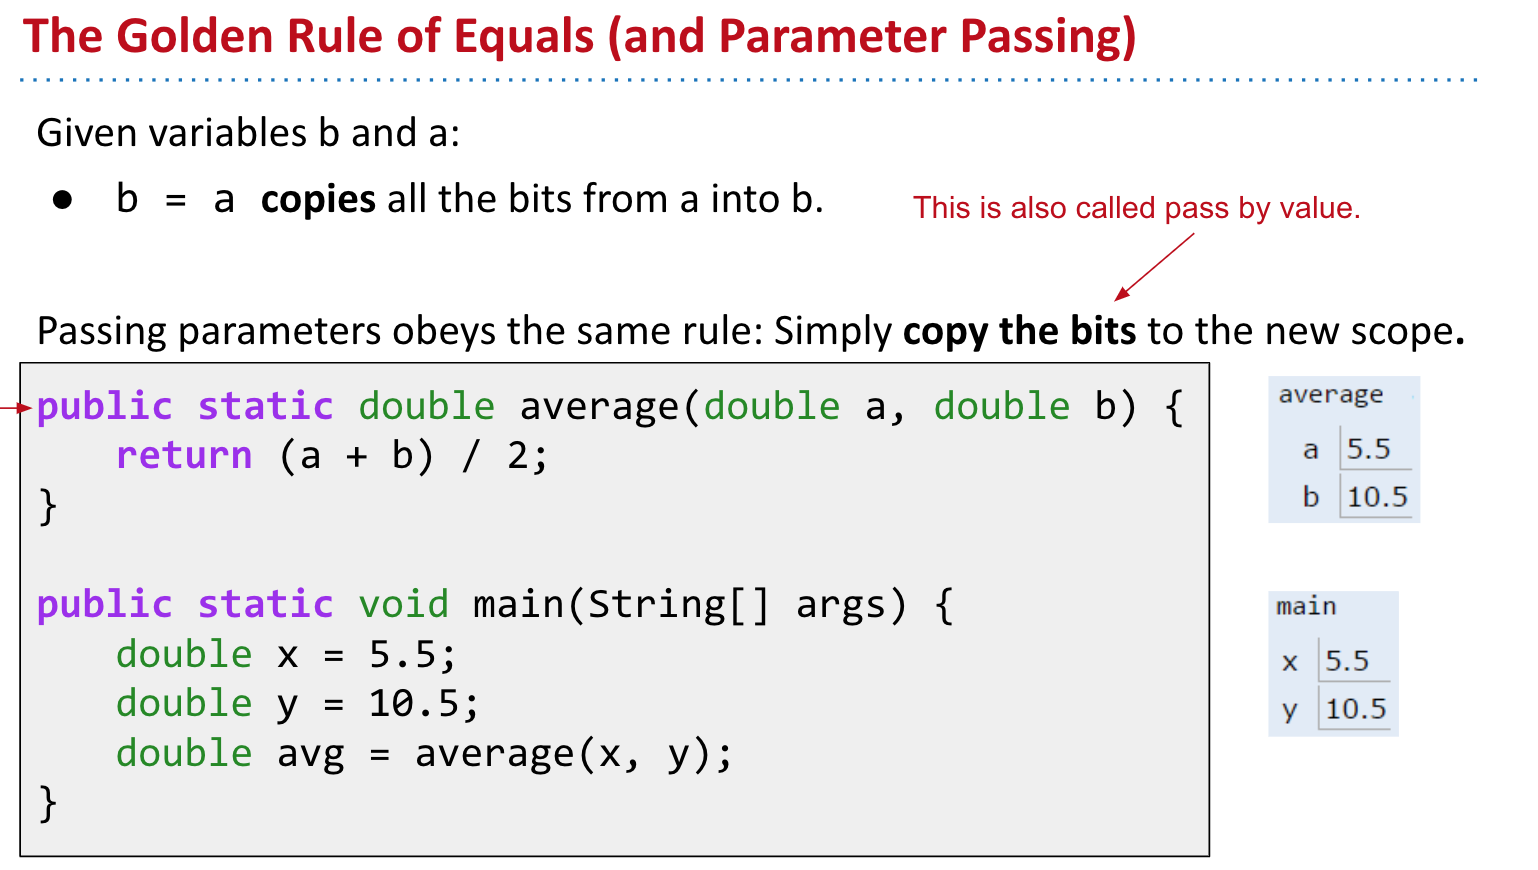 The Golden Rule of Equals (and Parameter Passing)
Given variables b and a:
● b = a copies all the bits from a into b.
This is also called pass by value.
Passing parameters obeys the same rule: Simply copy the bits to the new scope.
public static double average(double a, double b) {
    return (a + b) / 2;
}
public static void main(String[] args) {
    double x = 5.5;
    double y = 10.5;
    double avg = average(x, y);
}
average
a 5.5
b 10.5
main
x 5.5
y 10.5